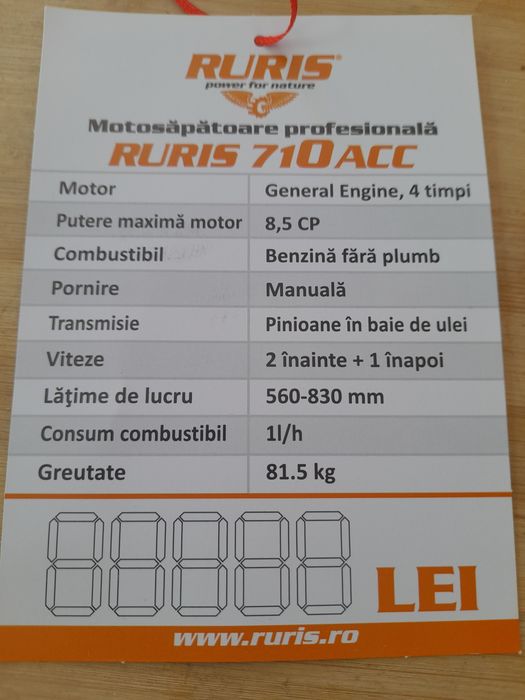 RURIS®
power for nature
Motosăpătoare profesională
RURIS 710 ACC
Motor General Engine, 4 timpi
Putere maximă motor 8,5 CP
Combustibil Benzină fără plumb
Pornire Manuală
Transmisie Pinioane în baie de ulei
Viteze 2 înainte + 1 înapoi
Lăţime de lucru 560-830 mm
Consum combustibil 1l/h
Greutate 81.5 kg
LEI
www.ruris.ro